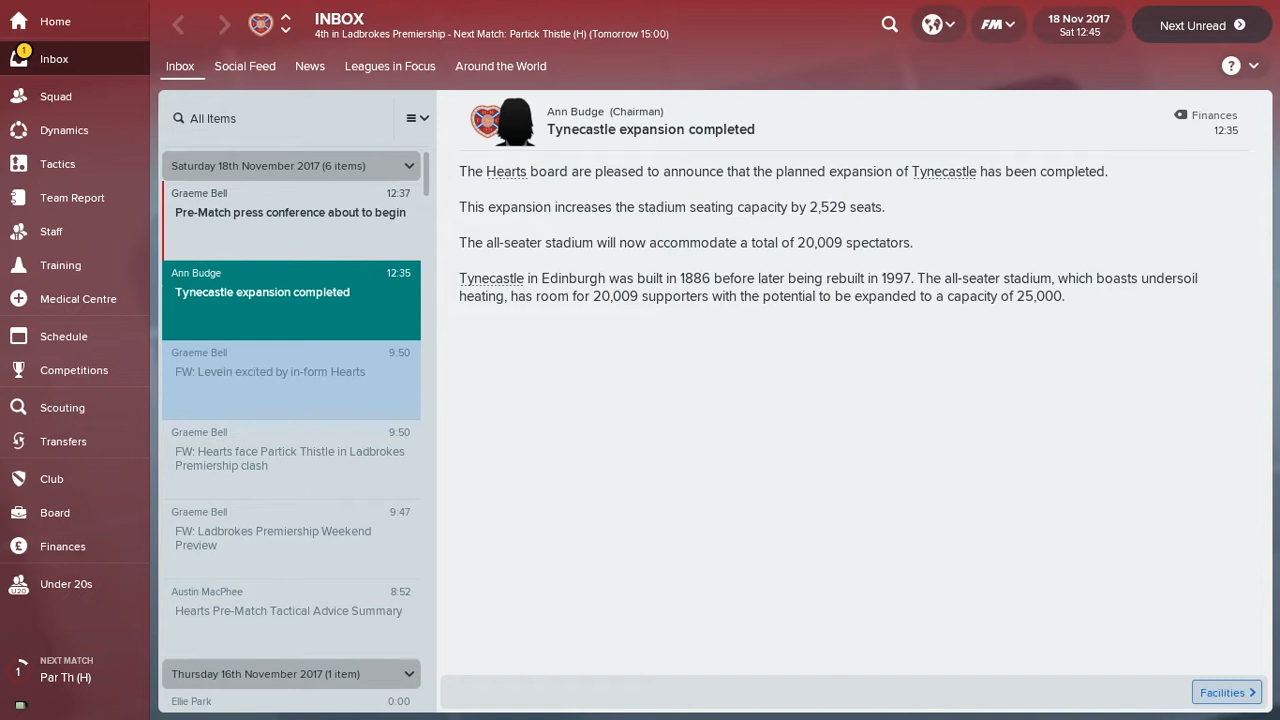 Home
1
Inbox
Squad
Dynamics
Tactics
Team Report
Staff
Training
Medical Centre
Schedule
Competitions
Scouting
Transfers
Club
Board
Finances
U20
Under 20s
1
NEXT MATCH
Par Th (H)
INBOX
4th in Ladbrokes Premiership - Next Match: Partick Thistle (H) (Tomorrow 15:00)
FM
18 Nov 2017
Sat 12:45
Next Unread
Inbox
Social Feed
News
Leagues in Focus
Around the World
?
All Items
Saturday 18th November 2017 (6 items)
Graeme Bell 12:37
Pre-Match press conference about to begin
Ann Budge 12:35
Tynecastle expansion completed
Graeme Bell 9:50
FW: Levein excited by in-form Hearts
Graeme Bell 9:50
FW: Hearts face Partick Thistle in Ladbrokes
Premiership clash
Graeme Bell 9:47
FW: Ladbrokes Premiership Weekend
Preview
Austin MacPhee 8:52
Hearts Pre-Match Tactical Advice Summary
Thursday 16th November 2017 (1 item)
Ellie Park 0:00
Ann Budge (Chairman)
Tynecastle expansion completed
Finances
12:35
The Hearts board are pleased to announce that the planned expansion of Tynecastle has been completed.
This expansion increases the stadium seating capacity by 2,529 seats.
The all-seater stadium will now accommodate a total of 20,009 spectators.
Tynecastle in Edinburgh was built in 1886 before later being rebuilt in 1997. The all-seater stadium, which boasts undersoil
heating, has room for 20,009 supporters with the potential to be expanded to a capacity of 25,000.
Facilities